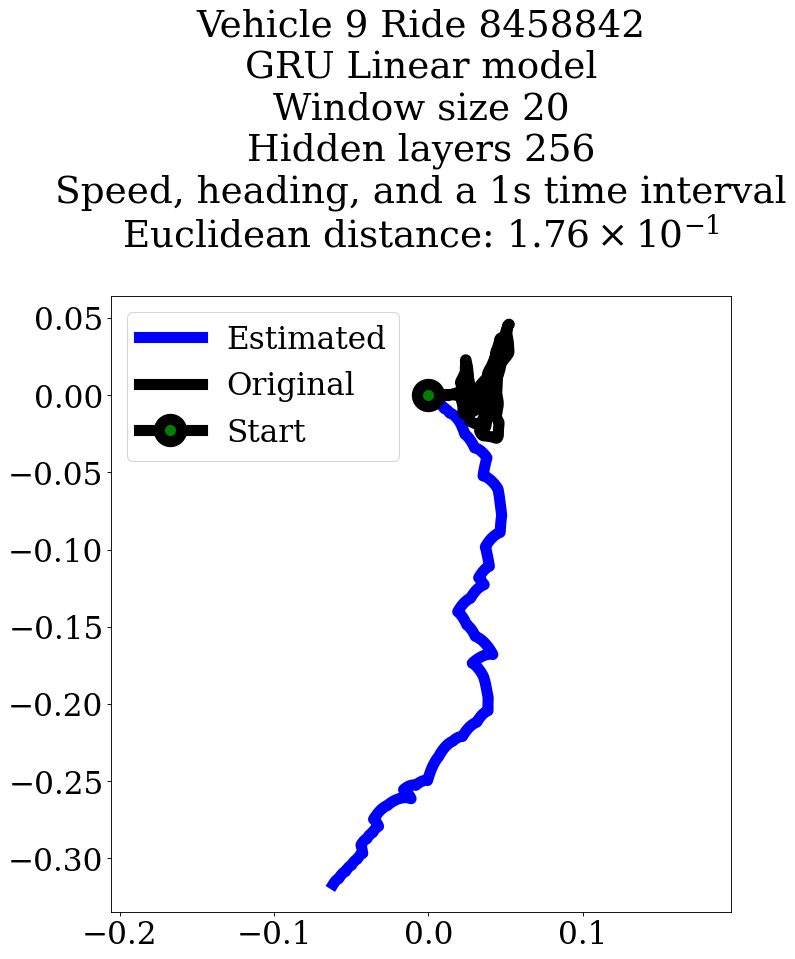 Vehicle 9 Ride 8458842
GRU Linear model
Window size 20
Hidden layers 256
Speed, heading, and a 1s time interval
Euclidean distance: 1.76 × 10⁻¹
Estimated
Original
Start
0.05
0.00
−0.05
−0.10
−0.15
−0.20
−0.25
−0.30
−0.2
−0.1
0.0
0.1